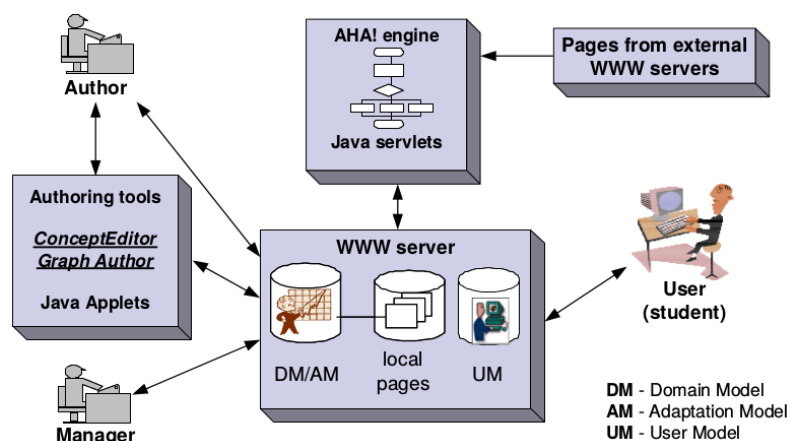 Author
AHA! engine
Java servlets
Pages from external
WWW servers
Authoring tools
ConceptEditor
Graph Author
Java Applets
WWW server
DM/AM
local
pages
UM
User
(student)
Manager
DM - Domain Model
AM - Adaptation Model
UM - User Model